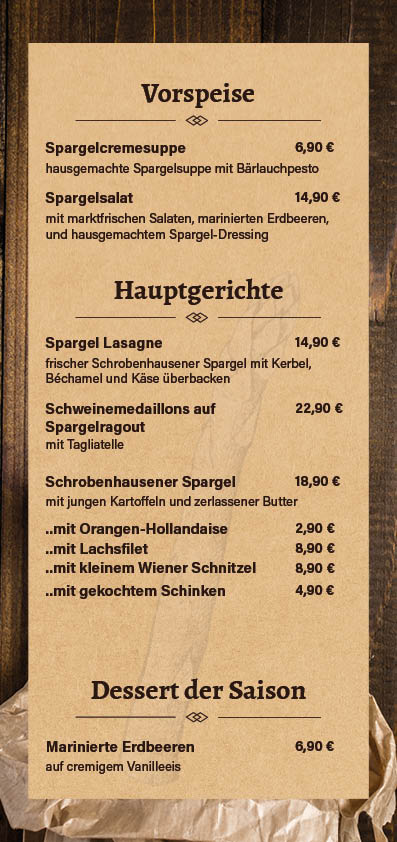 Vorspeise
Spargelcremesuppe 6,90 €
hausgemachte Spargelsuppe mit Bärlauchpesto
Spargelsalat 14,90 €
mit marktfrischen Salaten, marinierten Erdbeeren,
und hausgemachtem Spargel-Dressing
Hauptgerichte
Spargel Lasagne 14,90 €
frischer Schrobenhausener Spargel mit Kerbel,
Béchamel und Käse überbacken
Schweinemedaillons auf 22,90 €
Spargelragout
mit Tagliatelle
Schrobenhausener Spargel 18,90 €
mit jungen Kartoffeln und zerlassener Butter
..mit Orangen-Hollandaise 2,90 €
..mit Lachsfilet 8,90 €
..mit kleinem Wiener Schnitzel 8,90 €
..mit gekochtem Schinken 4,90 €
Dessert der Saison
Marinierte Erdbeeren 6,90 €
auf cremigem Vanilleeis